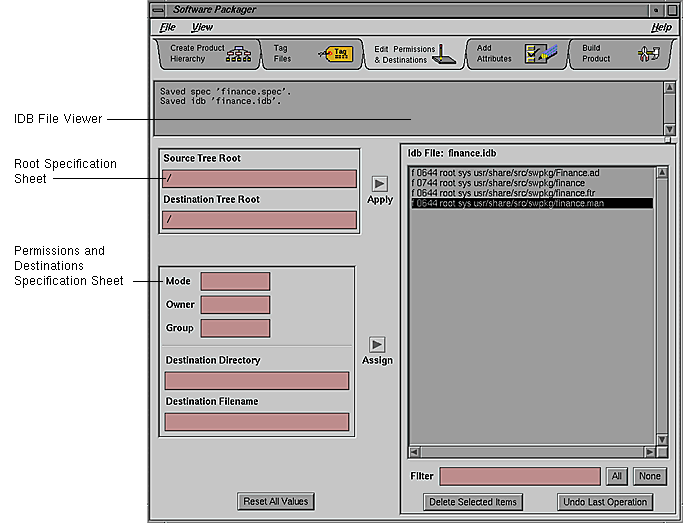 Software Packager
File View Help
Create Product
Hierarchy
Tag
Files
Tag
Edit Permissions
& Destinations
Add
Attributes
Build
Product
Saved spec 'finance.spec'.
Saved idb 'finance.idb'.
IDB File Viewer
Root Specification
Sheet
Source Tree Root
/
Destination Tree Root
/
Apply
Idb File: finance.idb
f 0644 root sys usr/share/src/swpkg/Finance.ad
f 0744 root sys usr/share/src/swpkg/finance
f 0644 root sys usr/share/src/swpkg/finance.ftr
f 0644 root sys usr/share/src/swpkg/finance.man
Permissions and
Destinations
Specification Sheet
Mode
Owner
Group
Assign
Destination Directory
Destination Filename
Filter
All
None
Reset All Values
Delete Selected Items
Undo Last Operation